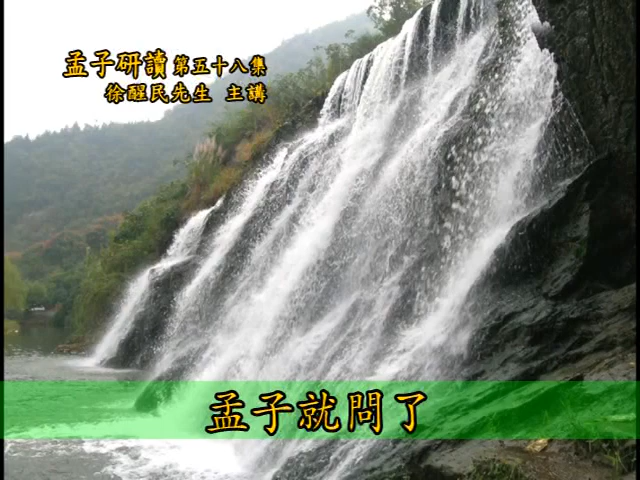 孟子研讀 第五十八集
徐醒民先生 主講
孟子就問了